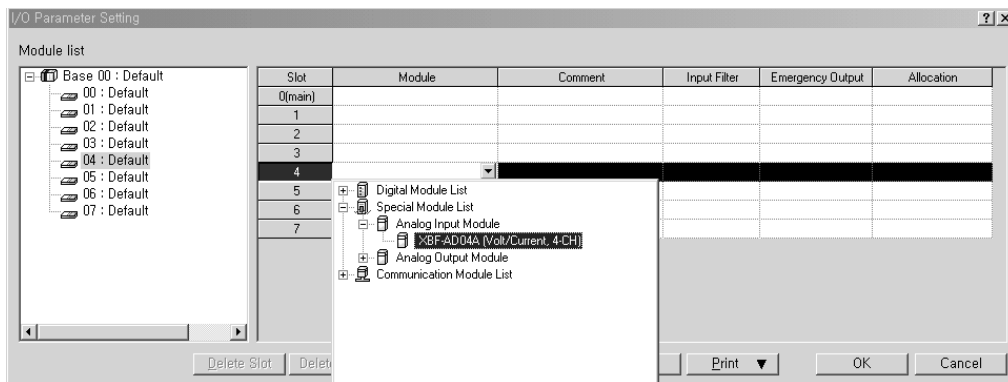 I/O Parameter Setting
Module list
Base 00 : Default
00 : Default
01 : Default
02 : Default
03 : Default
04 : Default
05 : Default
06 : Default
07 : Default
Slot Module Comment Input Filter Emergency Output Allocation
0(main)
1
2
3
4
5
6
7
Digital Module List
Special Module List
Analog Input Module
XBF-AD04A (Volt/Current, 4-CH)
Analog Output Module
Communication Module List
Delete Slot Print ▼ OK Cancel